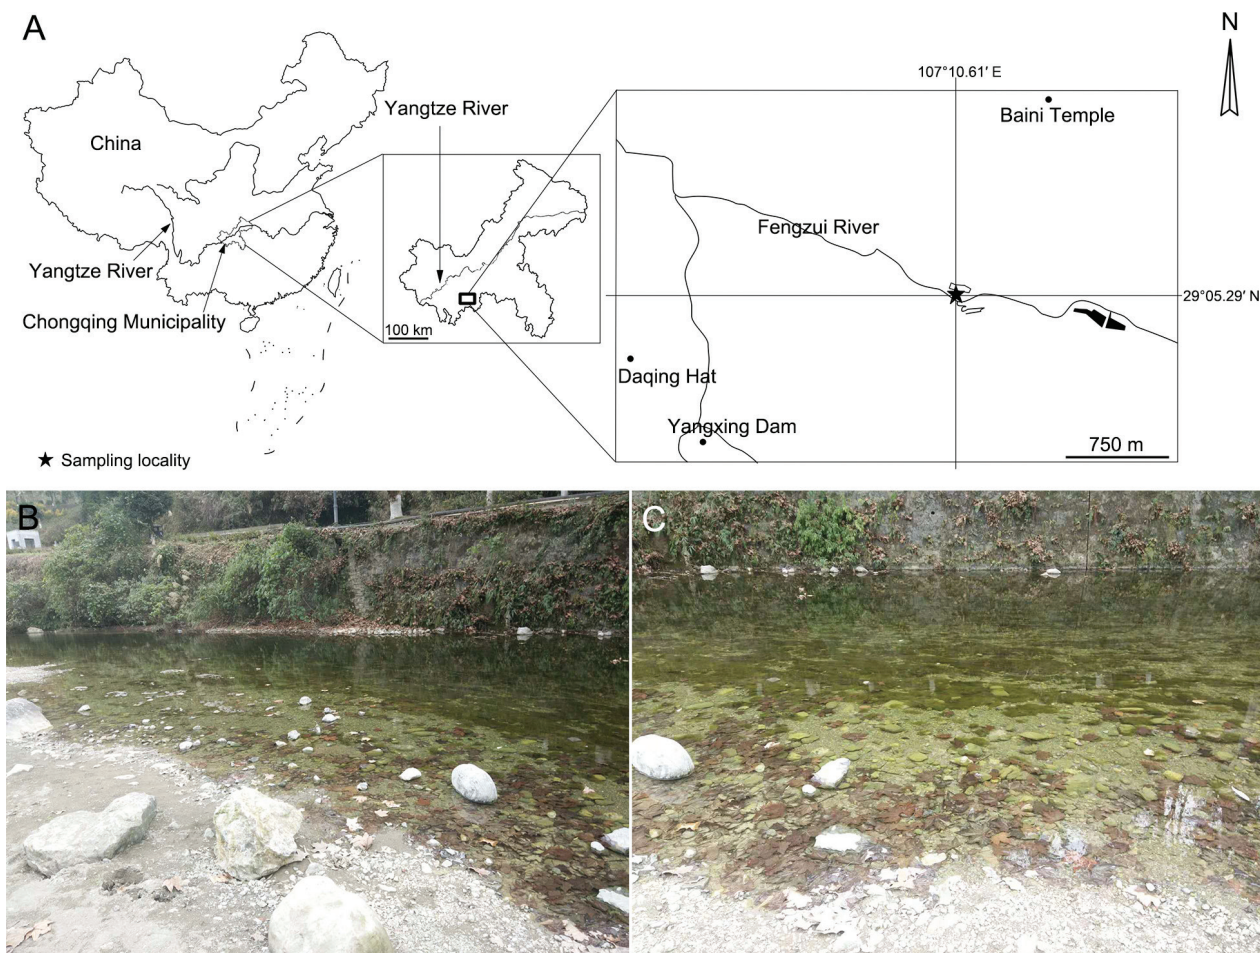 A
N
107°10.61′ E
Yangtze River
Baini Temple
China
Fengzui River
Yangtze River
29°05.29′ N
Chongqing Municipality
100 km
Daqing Hat
Yangxing Dam
750 m
★ Sampling locality
B
C